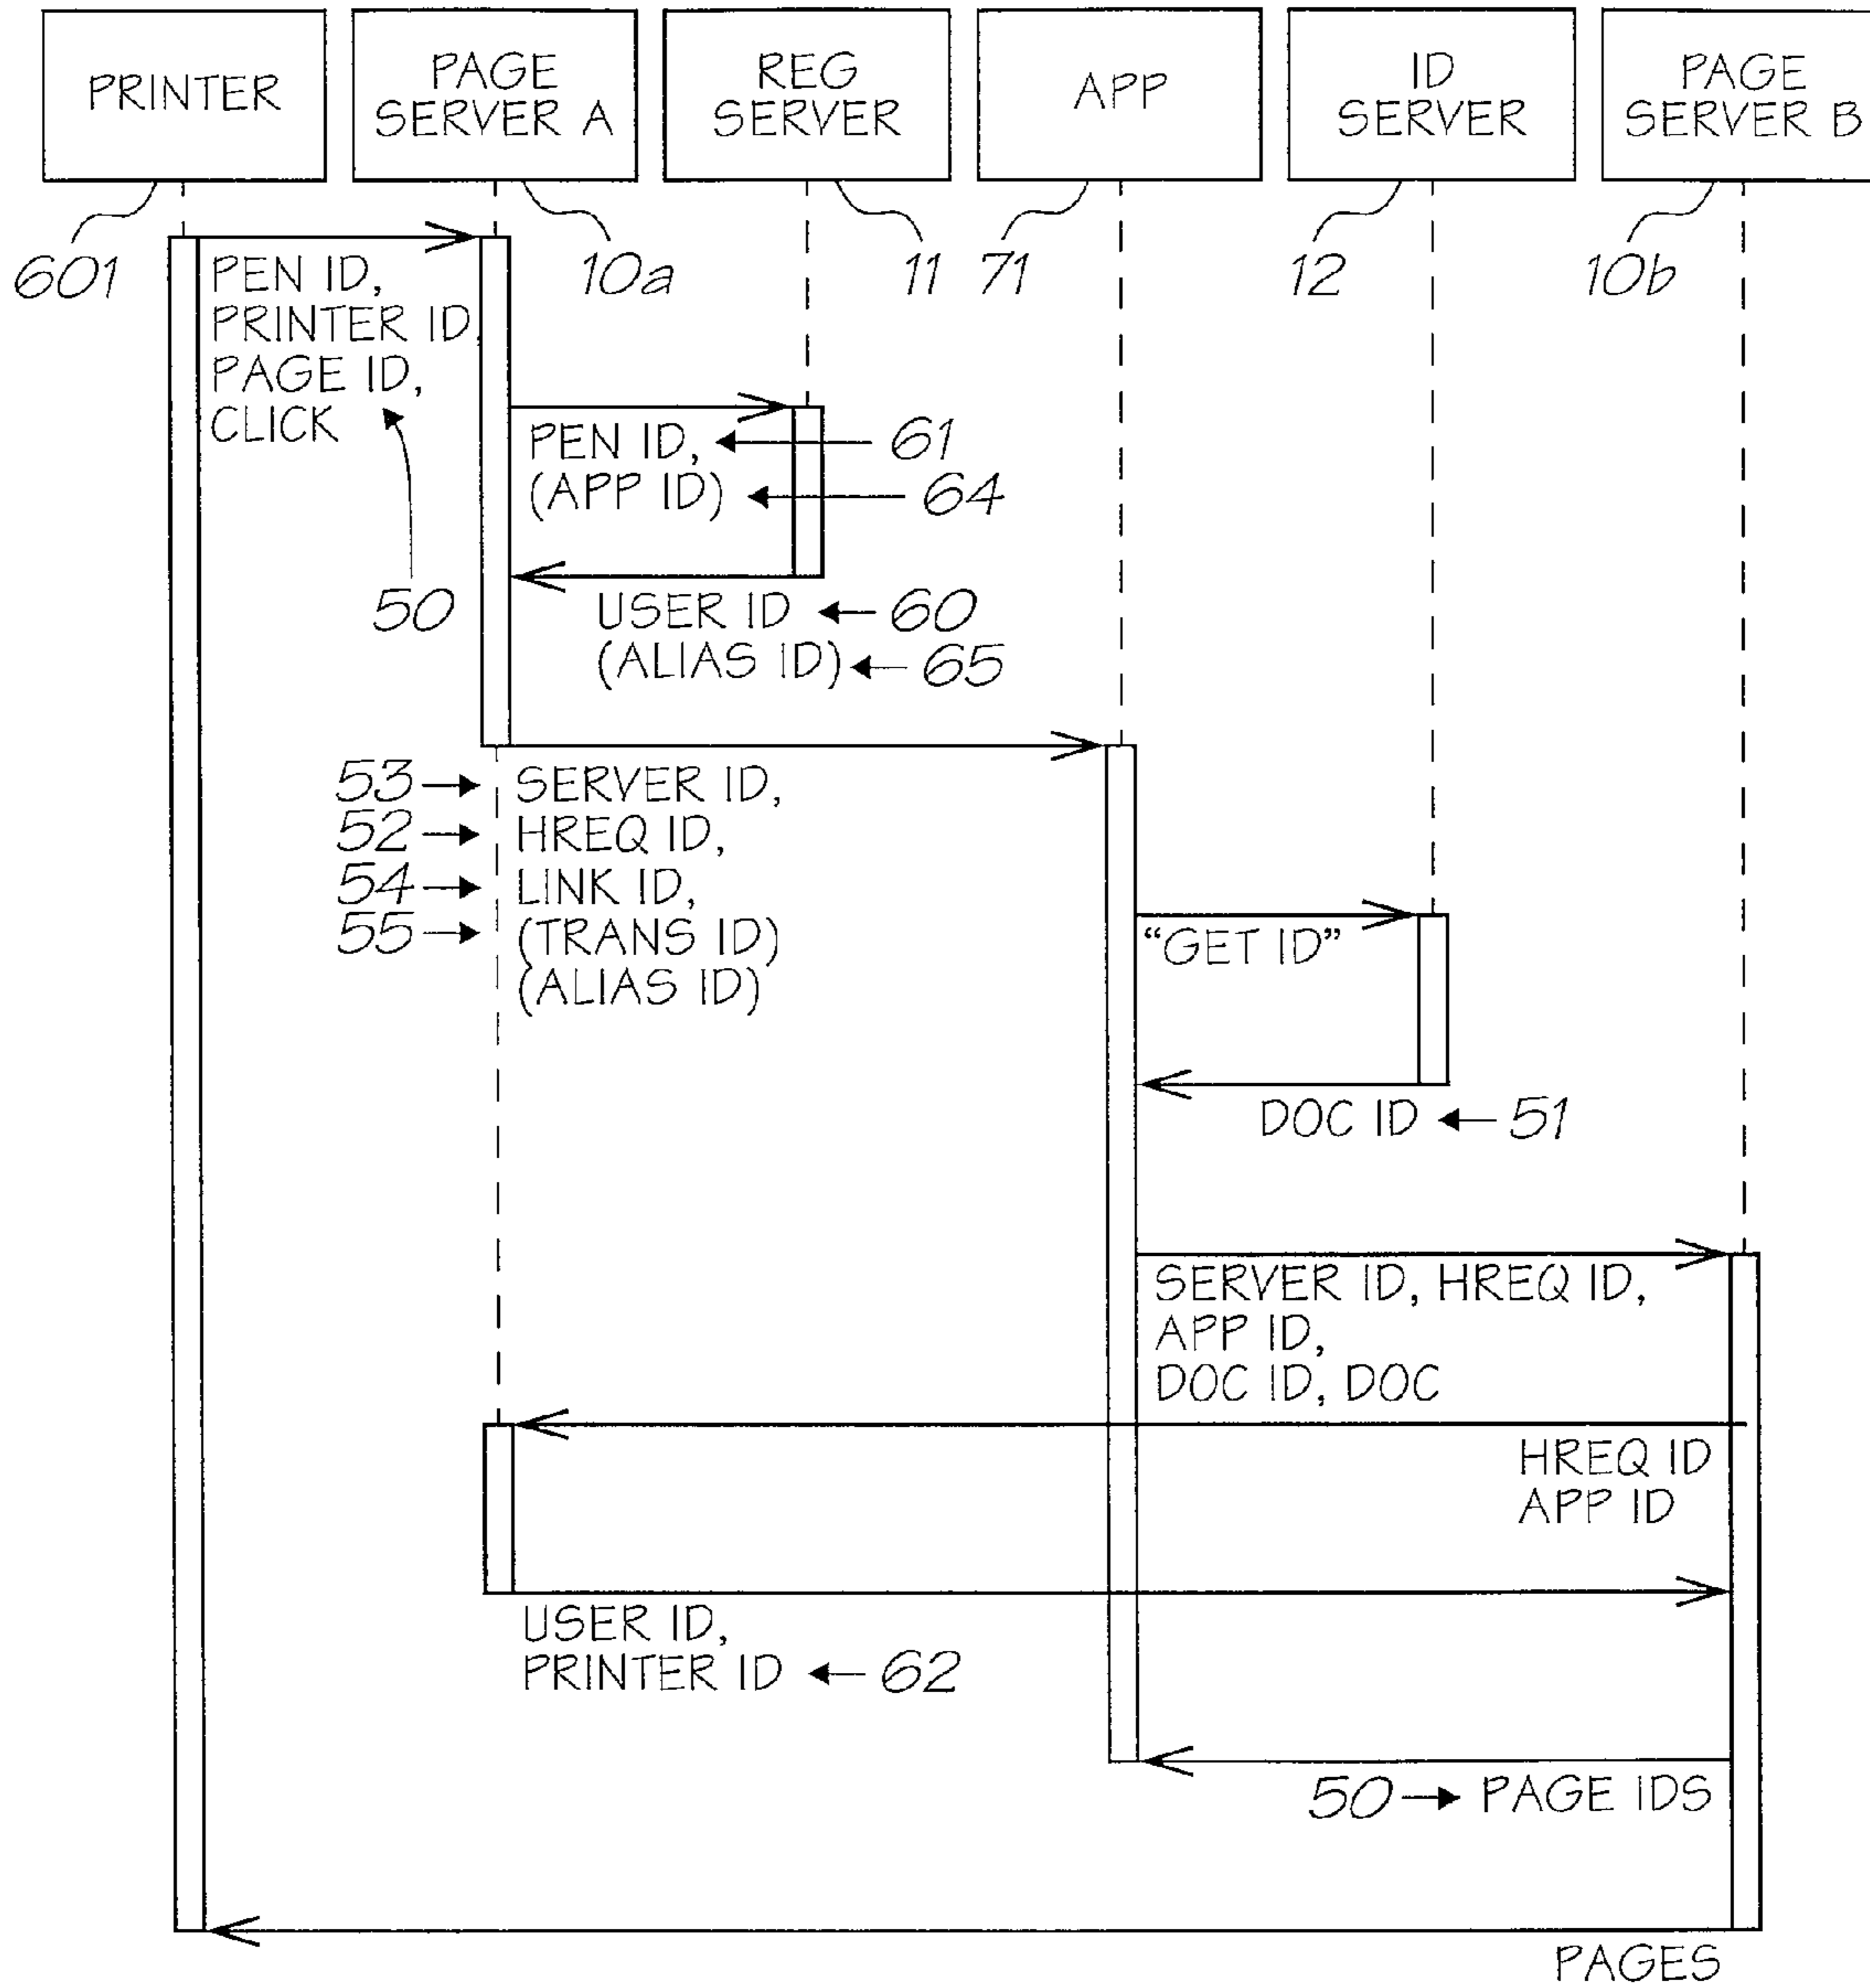 PRINTER
PAGE
SERVER A
REG
SERVER
APP
ID
SERVER
PAGE
SERVER B
601
10a
11
71
12
10b
PEN ID,
PRINTER ID,
PAGE ID,
CLICK
50
PEN ID,
(APP ID)
61
64
USER ID
(ALIAS ID)
60
65
53
52
54
55
SERVER ID,
HREQ ID,
LINK ID,
(TRANS ID)
(ALIAS ID)
“GET ID”
DOC ID
51
SERVER ID, HREQ ID,
APP ID,
DOC ID, DOC
HREQ ID
APP ID
USER ID,
PRINTER ID
62
50
PAGE IDS
PAGES